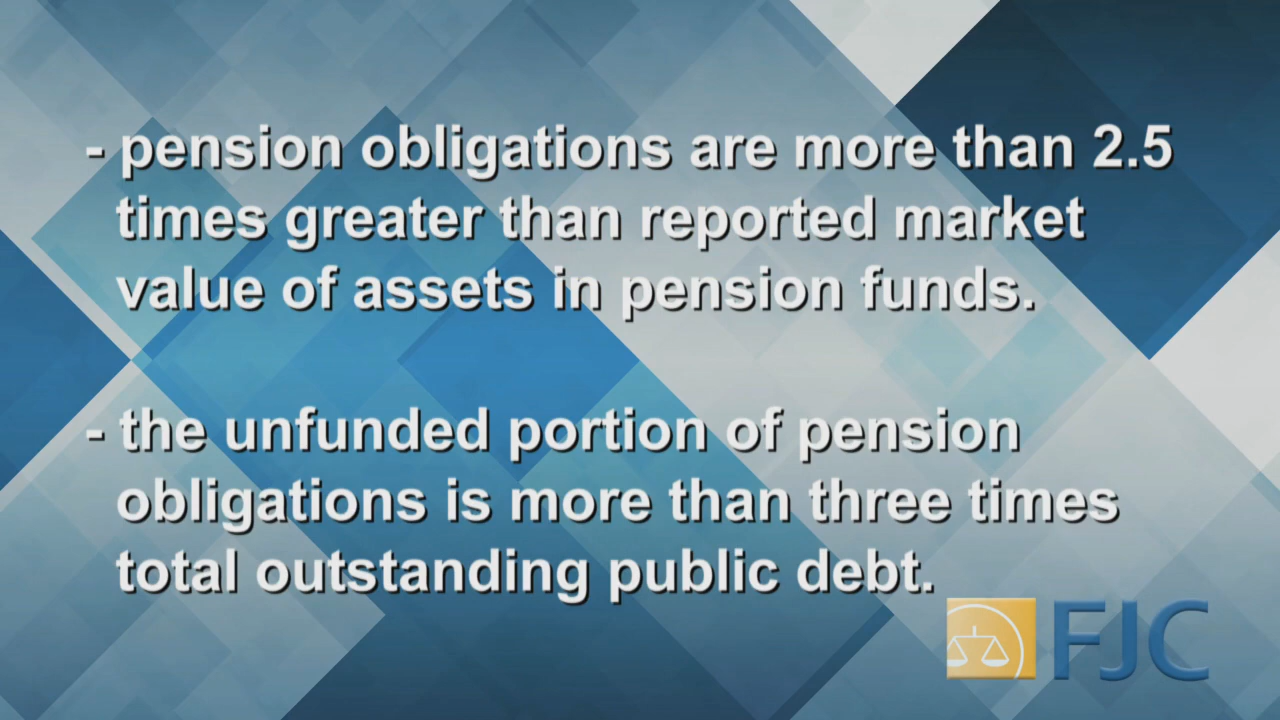 - pension obligations are more than 2.5
times greater than reported market
value of assets in pension funds.
- the unfunded portion of pension
obligations is more than three times
total outstanding public debt.
FJC